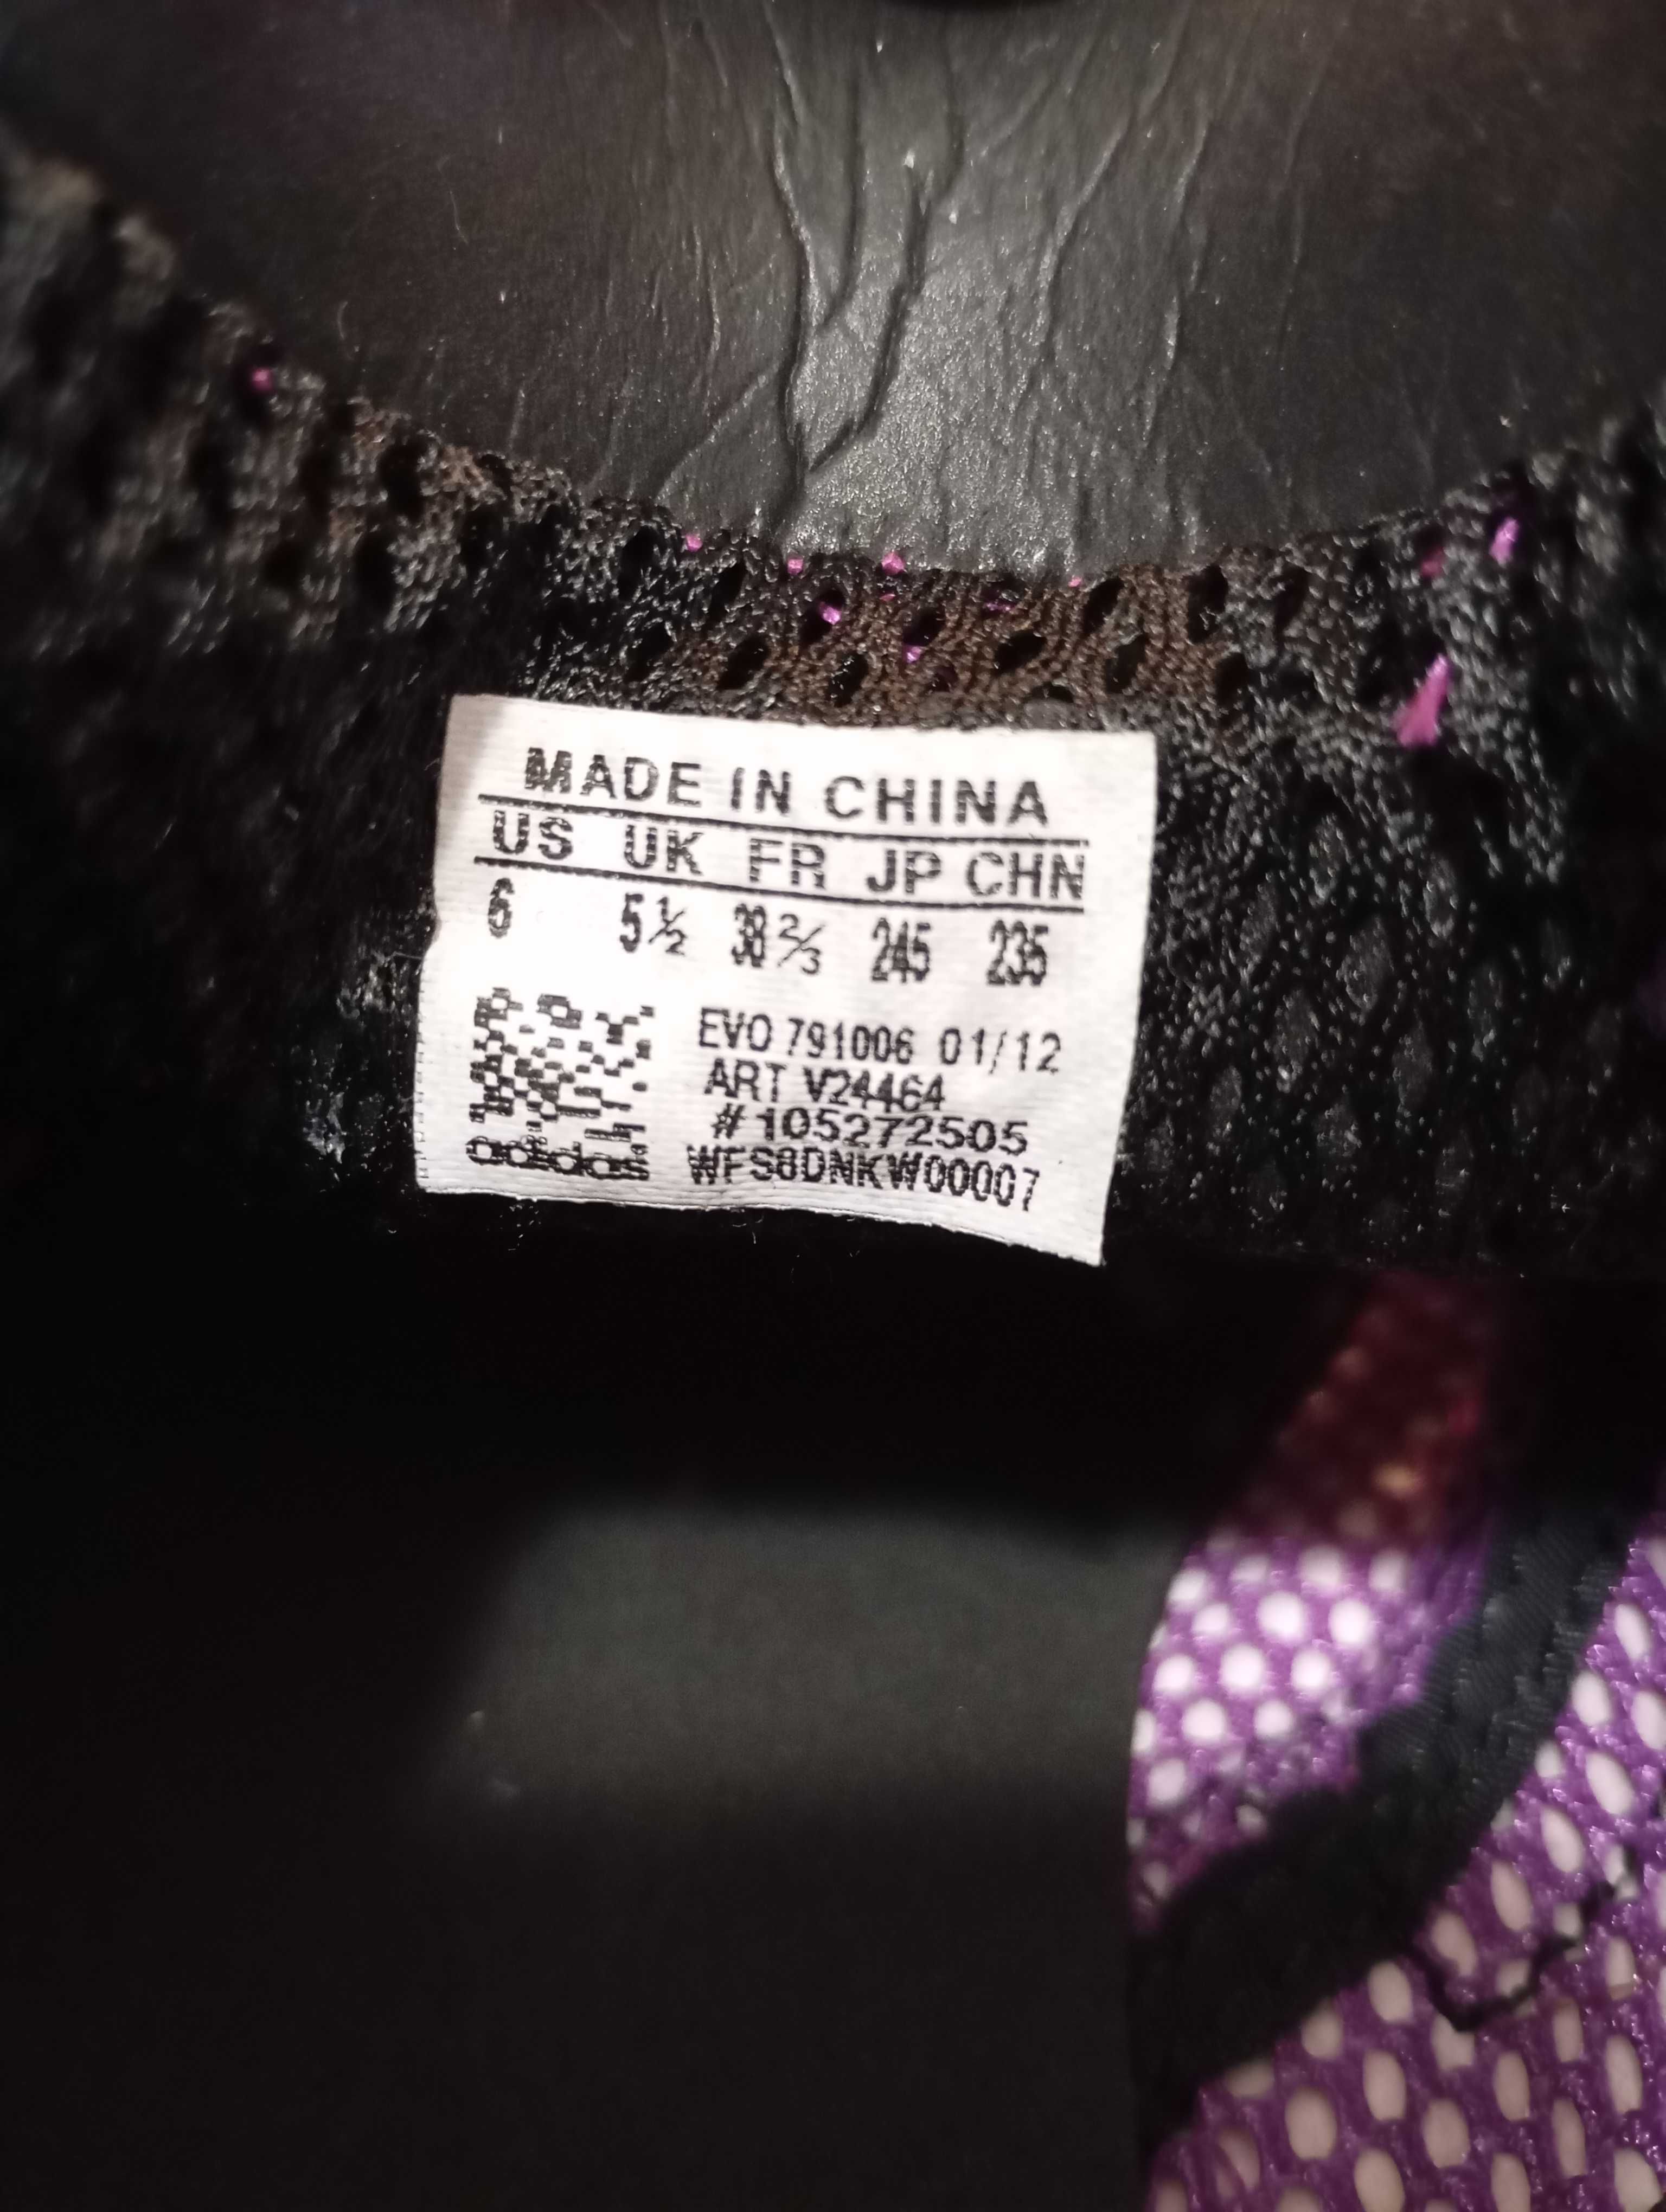 MADE IN CHINA
US UK FR JP CHN
6 5½ 38⅔ 245 235
EVO 791006 01/12
ART V24464
#105272505
WFS8DNKW00007
adidas